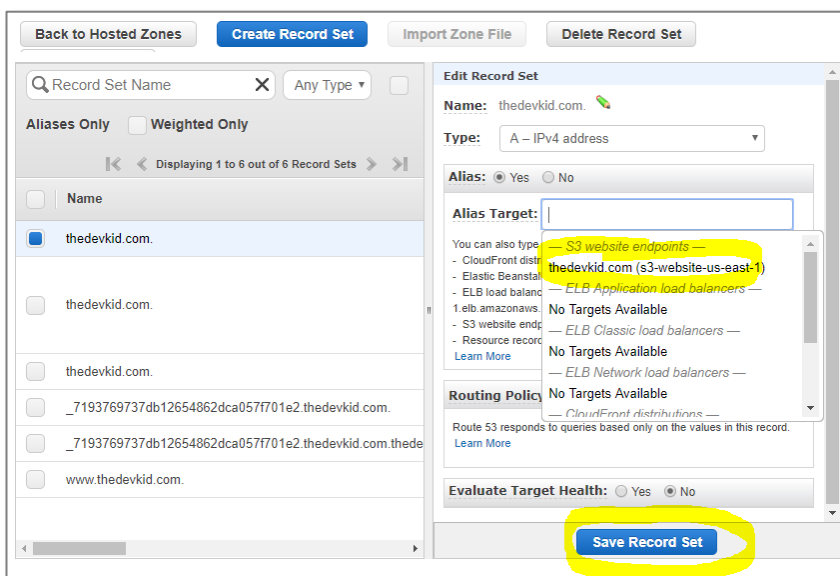 Back to Hosted Zones Create Record Set Import Zone File Delete Record Set
Record Set Name Any Type
Aliases Only Weighted Only
Displaying 1 to 6 out of 6 Record Sets
Name
thedevkid.com.
thedevkid.com.
thedevkid.com.
_7193769737db12654862dca057f701e2.thedevkid.com.
_7193769737db12654862dca057f701e2.thedevkid.com.thede
www.thedevkid.com.
Edit Record Set
Name: thedevkid.com.
Type: A – IPv4 address
Alias: Yes No
Alias Target:
You can also type
- CloudFront distr
- Elastic Beanstal
- ELB load balanc
1.elb.amazonaws.
- S3 website endp
- Resource record
Learn More
— S3 website endpoints —
thedevkid.com (s3-website-us-east-1)
— ELB Application load balancers —
No Targets Available
— ELB Classic load balancers —
No Targets Available
— ELB Network load balancers —
No Targets Available
— CloudFront distributions —
Routing Policy
Route 53 responds to queries based only on the values in this record.
Learn More
Evaluate Target Health: Yes No
Save Record Set